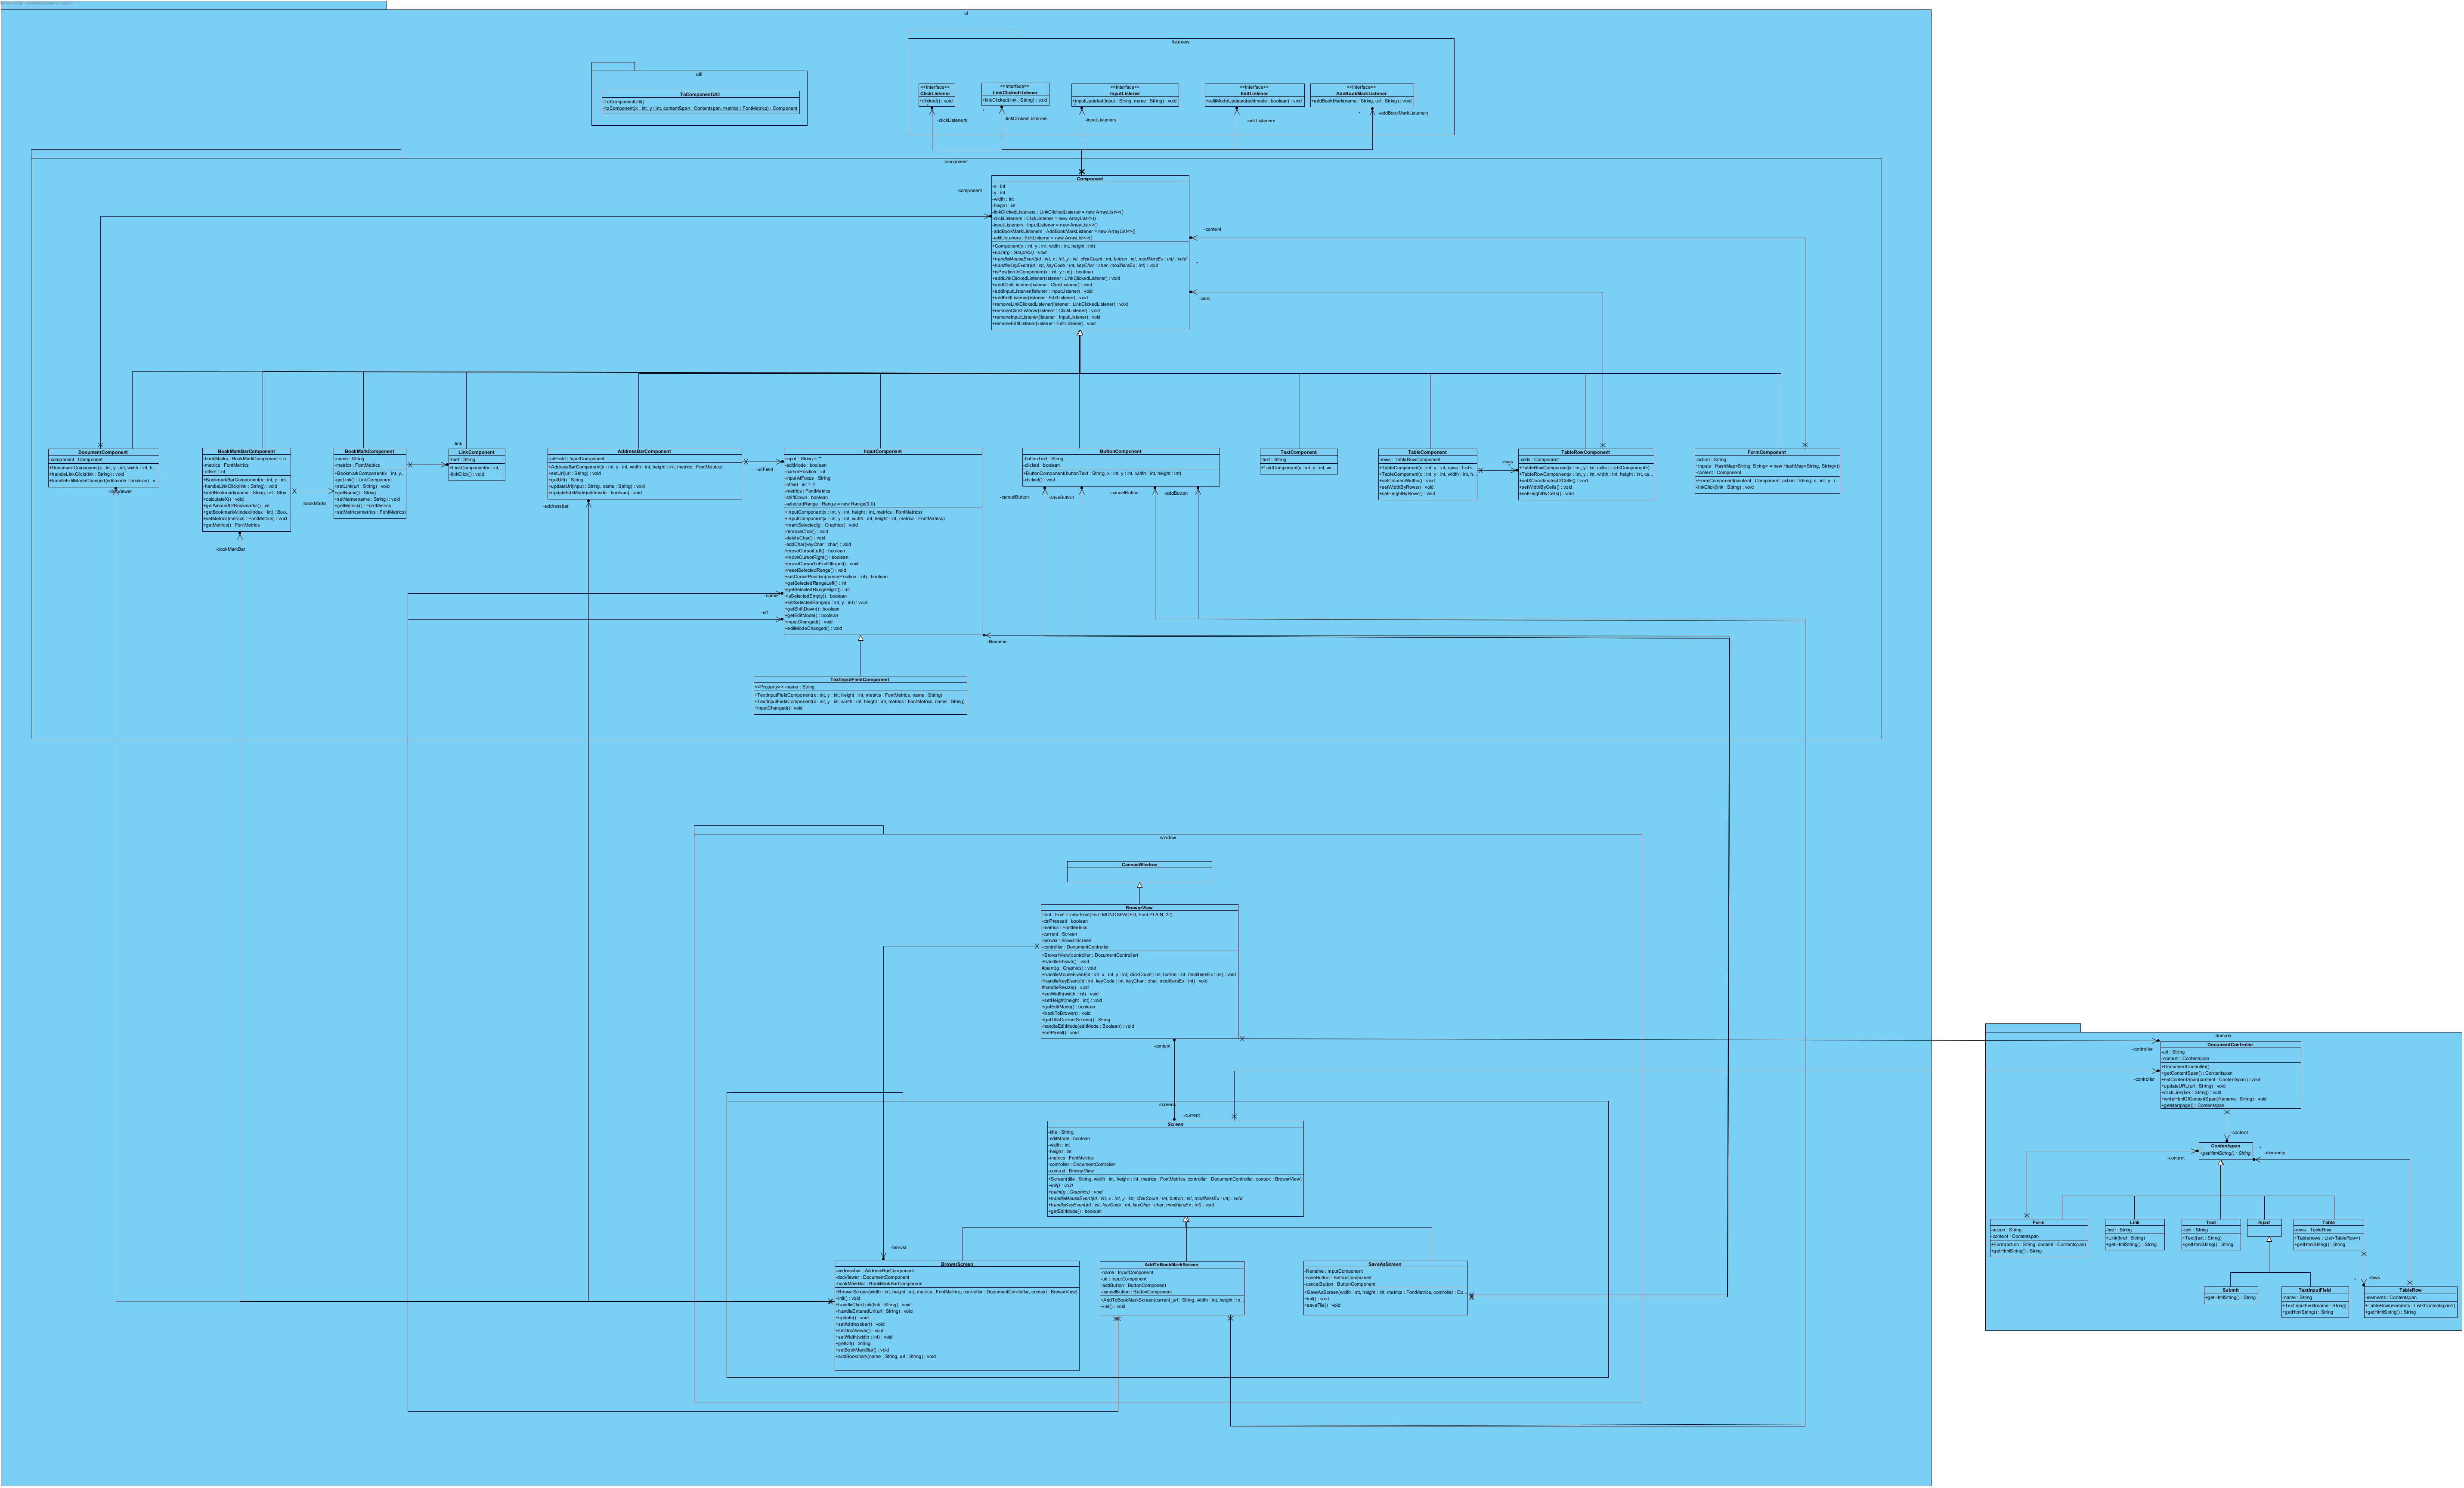 ui
listeners
util
ToComponentUtil
-ToComponentUtil()
+toComponent(x : int, y : int, contentSpan : Contentspan, metrics : FontMetrics) : Component
<<Interface>>
ClickListener
+clicked() : void
<<Interface>>
LinkClickedListener
+linkClicked(link : String) : void
<<Interface>>
InputListener
+inputUpdated(input : String, name : String) : void
<<Interface>>
EditListener
+editModeUpdated(editmode : boolean) : void
<<Interface>>
AddBookMarkListener
+addBookMark(name : String, url : String) : void
-clickListeners
-linkClickedListeners
-inputListeners
-editListeners
-addBookMarkListeners
component
Component
-x : int
-y : int
-width : int
-height : int
-linkClickedListeners : LinkClickedListener = new ArrayList<>()
-clickListeners : ClickListener = new ArrayList<>()
-inputListeners : InputListener = new ArrayList<>()
-addBookMarkListeners : AddBookMarkListener = new ArrayList<>()
-editListeners : EditListener = new ArrayList<>()
+Component(x : int, y : int, width : int, height : int)
+paint(g : Graphics) : void
+handleMouseEvent(id : int, x : int, y : int, clickCount : int, button : int, modifiersEx : int) : void
+handleKeyEvent(id : int, keyCode : int, keyChar : char, modifiersEx : int) : void
+isPositionInComponent(x : int, y : int) : boolean
+addLinkClickedListener(listener : LinkClickedListener) : void
+addClickListener(listener : ClickListener) : void
+addInputListener(listener : InputListener) : void
+addEditListener(listener : EditListener) : void
+removeLinkClickedListener(listener : LinkClickedListener) : void
+removeClickListener(listener : ClickListener) : void
+removeInputListener(listener : InputListener) : void
+removeEditListener(listener : EditListener) : void
-component
-content
*
-cells
DocumentComponent
-component : Component
+DocumentComponent(x : int, y : int, width : int, h...
+handleLinkClick(link : String) : void
+handleEditModeChanged(editmode : boolean) : v...
-docViewer
BookMarkBarComponent
-bookMarks : BookMarkComponent = n...
-metrics : FontMetrics
-offset : int
+BookmarkBarComponent(x : int, y : int...
-handleLinkClick(link : String) : void
+addBookmark(name : String, url : Strin...
+calculateX() : void
+getAmountOfBookmarks() : int
+getBookmarkAtIndex(index : int) : Boo...
+setMetrics(metrics : FontMetrics) : void
+getMetrics() : FontMetrics
-bookMarkBar
bookMarks
BookMarkComponent
-name : String
-metrics : FontMetrics
+BookmarkComponent(x : int, y...
-getLink() : LinkComponent
+setLink(url : String) : void
+getName() : String
+setName(name : String) : void
+getMetrics() : FontMetrics
+setMetrics(metrics : FontMetrics)
-link
LinkComponent
-href : String
+LinkComponent(x : int, ...
-linkClick() : void
AddressBarComponent
-urlField : InputComponent
+AddressBarComponent(x : int, y : int, width : int, height : int, metrics : FontMetrics)
+setUrl(url : String) : void
+getUrl() : String
+updateUrl(input : String, name : String) : void
+updateEditMode(editmode : boolean) : void
-addressbar
-urlField
InputComponent
-input : String = ""
-editMode : boolean
-cursorPosition : int
-inputAtFocus : String
-offset : int = 2
-metrics : FontMetrics
-shiftDown : boolean
-selectedRange : Range = new Range(0,0)
+InputComponent(x : int, y : int, height : int, metrics : FontMetrics)
+InputComponent(x : int, y : int, width : int, height : int, metrics : FontMetrics)
+markSelected(g : Graphics) : void
-removeChar() : void
-deleteChar() : void
-addChar(keyChar : char) : void
+moveCursorLeft() : boolean
+moveCursorRight() : boolean
+moveCursorToEndOfInput() : void
+resetSelectedRange() : void
+setCursorPosition(cursorPosition : int) : boolean
+getSelectedRangeLeft() : int
+getSelectedRangeRight() : int
+isSelectedEmpty() : boolean
+setSelectedRange(x : int, y : int) : void
+getShiftDown() : boolean
+getEditMode() : boolean
+inputChanged() : void
+editModeChanged() : void
-name
-url
-filename
ButtonComponent
-buttonText : String
-clicked : boolean
+ButtonComponent(buttonText : String, x : int, y : int, width : int, height : int)
-clicked() : void
-cancelButton
-saveButton
-cancelButton
-addButton
TextComponent
-text : String
+TextComponent(x : int, y : int, wi...
TableComponent
-rows : TableRowComponent
+TableComponent(x : int, y : int, rows : List<...
+TableComponent(x : int, y : int, width : int, h...
+setColumnWidths() : void
+setWidthByRows() : void
+setHeightByRows() : void
-rows
*
TableRowComponent
-cells : Component
+TableRowComponent(x : int, y : int, cells : List<Component>)
+TableRowComponent(x : int, y : int, width : int, height : int, ce...
+setXCoordinatesOfCells() : void
+setWidthByCells() : void
+setHeightByCells() : void
FormComponent
-action : String
-inputs : HashMap<String, String> = new HashMap<String, String>()
-content : Component
+FormComponent(content : Component, action : String, x : int, y : i...
-linkClick(link : String) : void
TextInputFieldComponent
<<Property>> -name : String
+TextInputFieldComponent(x : int, y : int, height : int, metrics : FontMetrics, name : String)
+TextInputFieldComponent(x : int, y : int, width : int, height : int, metrics : FontMetrics, name : String)
+inputChanged() : void
window
CanvasWindow
BrowsrView
-font : Font = new Font(Font.MONOSPACED, Font.PLAIN, 22)
-ctrlPressed : boolean
-metrics : FontMetrics
-current : Screen
-browsr : BrowsrScreen
-controller : DocumentController
+BrowsrView(controller : DocumentController)
+handleShown() : void
#paint(g : Graphics) : void
+handleMouseEvent(id : int, x : int, y : int, clickCount : int, button : int, modifiersEx : int) : void
+handleKeyEvent(id : int, keyCode : int, keyChar : char, modifiersEx : int) : void
#handleResize() : void
+setWidth(width : int) : void
+setHeight(height : int) : void
+getEditMode() : boolean
+backToBrowsr() : void
+getTitleCurrentScreen() : String
-handleEditMode(editMode : Boolean) : void
+setPanel() : void
-context
screens
-current
Screen
-title : String
-editMode : boolean
-width : int
-height : int
-metrics : FontMetrics
-controller : DocumentController
-context : BrowsrView
+Screen(title : String, width : int, height : int, metrics : FontMetrics, controller : DocumentController, context : BrowsrView)
~init() : void
+paint(g : Graphics) : void
+handleMouseEvent(id : int, x : int, y : int, clickCount : int, button : int, modifiersEx : int) : void
+handleKeyEvent(id : int, keyCode : int, keyChar : char, modifiersEx : int) : void
+getEditMode() : boolean
-browsr
BrowsrScreen
-addressbar : AddressBarComponent
-docViewer : DocumentComponent
-bookMarkBar : BookMarkBarComponent
+BrowsrScreen(width : int, height : int, metrics : FontMetrics, controller : DocumentController, context : BrowsrView)
+init() : void
+handleClickLink(link : String) : void
+handleEnteredUrl(url : String) : void
+update() : void
+setAddressbar() : void
+setDocViewer() : void
+setWidth(width : int) : void
+getUrl() : String
+setBookMarkBar() : void
+addBookmark(name : String, url : String) : void
AddToBookMarkScreen
-name : InputComponent
-url : InputComponent
-addButton : ButtonComponent
-cancelButton : ButtonComponent
+AddToBookMarkScreen(current_url : String, width : int, height : in...
~init() : void
SaveAsScreen
-filename : InputComponent
-saveButton : ButtonComponent
-cancelButton : ButtonComponent
+SaveAsScreen(width : int, height : int, metrics : FontMetrics, controller : Do...
~init() : void
+saveFile() : void
domain
-controller
-controller
DocumentController
-url : String
-content : Contentspan
+DocumentController()
+getContentSpan() : Contentspan
+setContentSpan(content : Contentspan) : void
+updateURL(url : String) : void
+clickLink(link : String) : void
+writeHtmlOfContentSpan(filename : String) : void
+getstartpage() : Contentspan
-content
Contentspan
+getHtmlString() : String
*
-elements
-content
Form
-action : String
-content : Contentspan
+Form(action : String, content : Contentspan)
+getHtmlString() : String
Link
-href : String
+Link(href : String)
+getHtmlString() : String
Text
-text : String
+Text(text : String)
+getHtmlString() : String
Input
Table
-rows : TableRow
+Table(rows : List<TableRow>)
+getHtmlString() : String
-rows
*
Submit
+getHtmlString() : String
TextInputField
-name : String
+TextInputField(name : String)
+getHtmlString() : String
TableRow
-elements : Contentspan
+TableRow(elements : List<Contentspan>)
+getHtmlString() : String